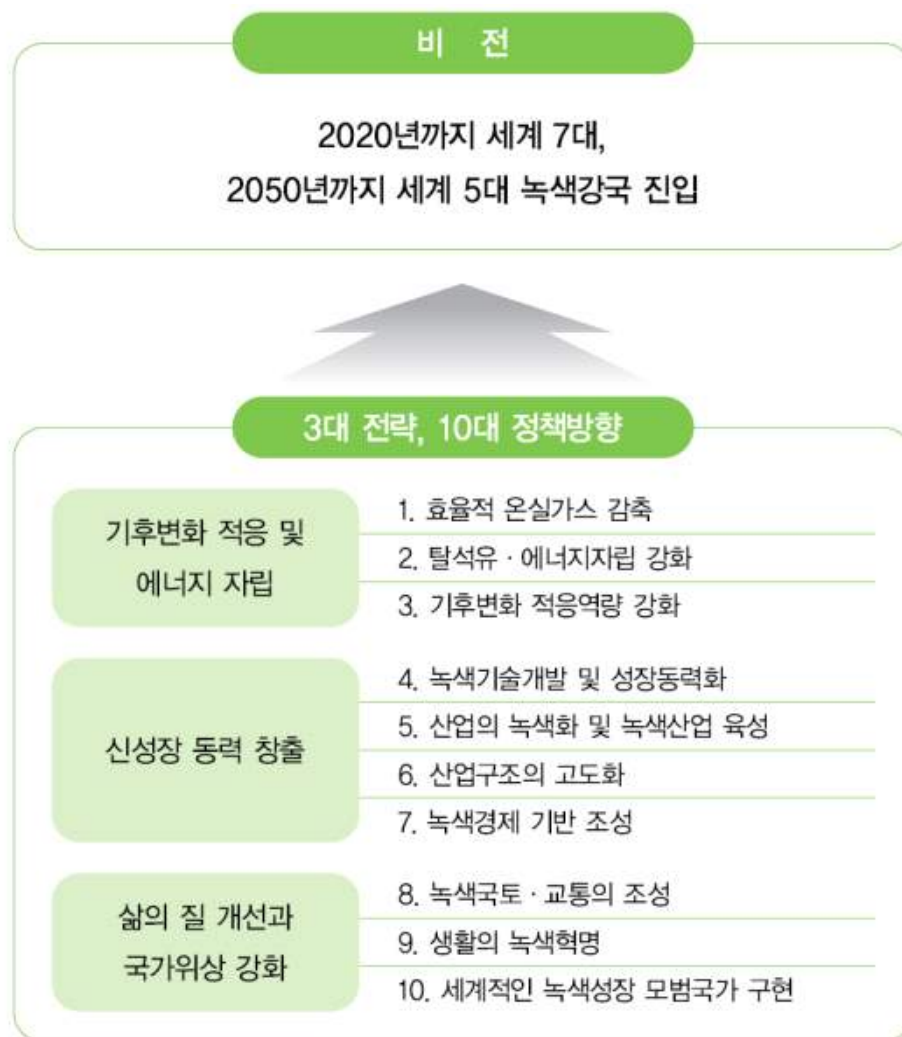 비 전
2020년까지 세계 7대,
2050년까지 세계 5대 녹색강국 진입
3대 전략, 10대 정책방향
기후변화 적응 및
에너지 자립
1. 효율적 온실가스 감축
2. 탈석유 · 에너지자립 강화
3. 기후변화 적응역량 강화
신성장 동력 창출
4. 녹색기술개발 및 성장동력화
5. 산업의 녹색화 및 녹색산업 육성
6. 산업구조의 고도화
7. 녹색경제 기반 조성
삶의 질 개선과
국가위상 강화
8. 녹색국토 · 교통의 조성
9. 생활의 녹색혁명
10. 세계적인 녹색성장 모범국가 구현